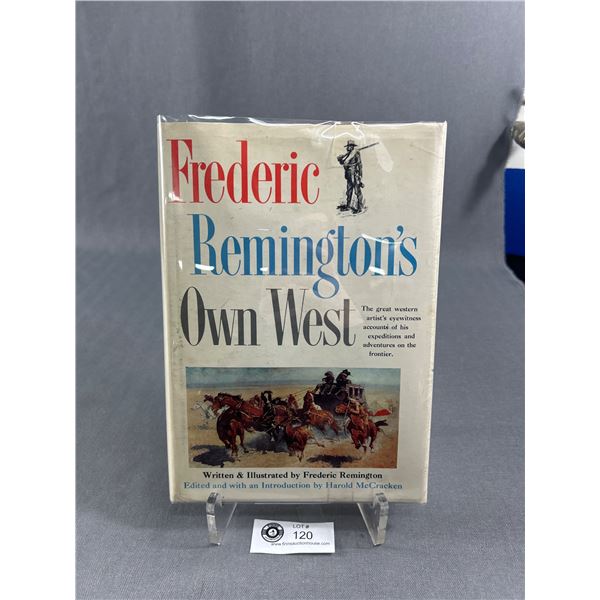 Frederic
Remington's
Own West
The great western
artist's eyewitness
accounts of his
expeditions and
adventures on the
frontier.
Written & Illustrated by Frederic Remington
Edited and with an Introduction by Harold McCracken
LOT #
120